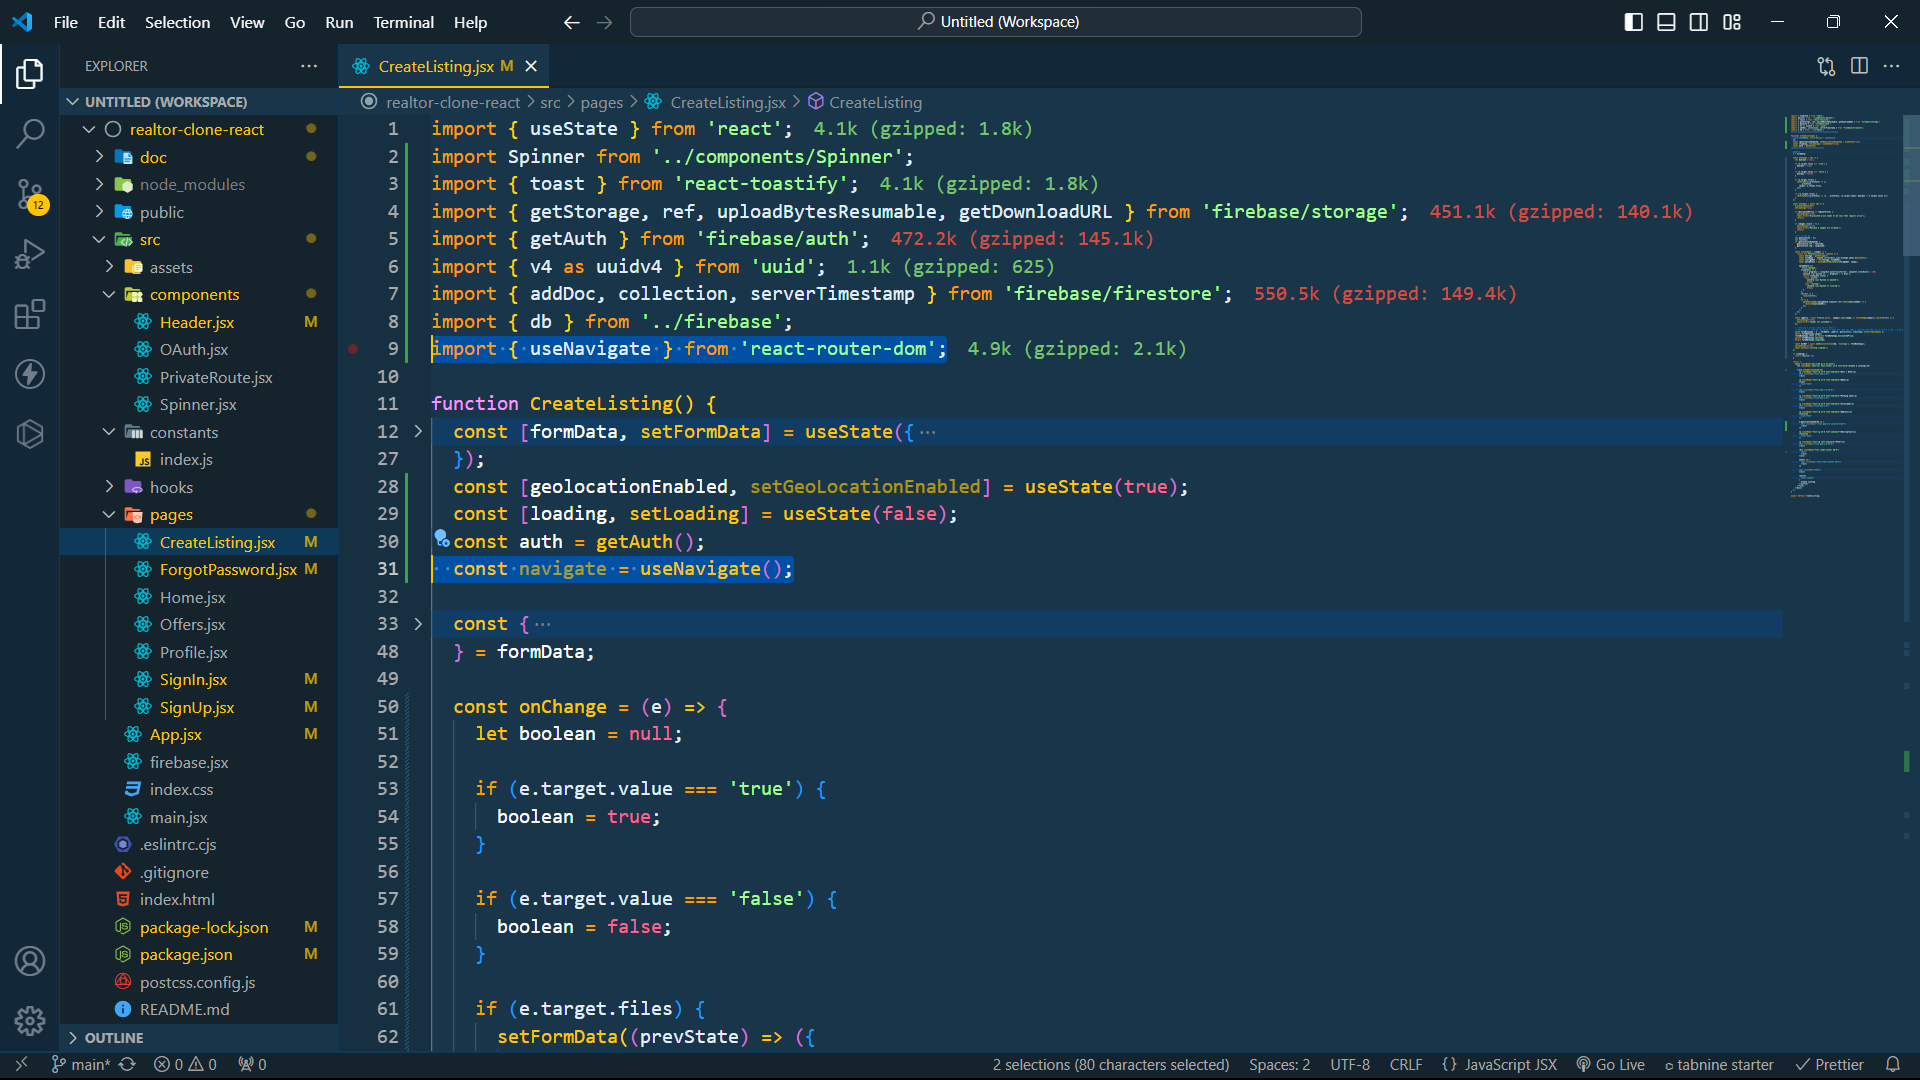 File Edit Selection View Go Run Terminal Help
Untitled (Workspace)
EXPLORER
UNTITLED (WORKSPACE)
realtor-clone-react
doc
node_modules
public
src
assets
components
Header.jsx M
OAuth.jsx
PrivateRoute.jsx
Spinner.jsx
constants
index.js
hooks
pages
CreateListing.jsx M
ForgotPassword.jsx M
Home.jsx
Offers.jsx
Profile.jsx
SignIn.jsx M
SignUp.jsx M
App.jsx M
firebase.jsx
index.css
main.jsx
.eslintrc.cjs
.gitignore
index.html
package-lock.json M
package.json M
postcss.config.js
README.md
OUTLINE
12
CreateListing.jsx M
realtor-clone-react > src > pages > CreateListing.jsx > CreateListing
1 import { useState } from 'react'; 4.1k (gzipped: 1.8k)
2 import Spinner from '../components/Spinner';
3 import { toast } from 'react-toastify'; 4.1k (gzipped: 1.8k)
4 import { getStorage, ref, uploadBytesResumable, getDownloadURL } from 'firebase/storage'; 451.1k (gzipped: 140.1k)
5 import { getAuth } from 'firebase/auth'; 472.2k (gzipped: 145.1k)
6 import { v4 as uuidv4 } from 'uuid'; 1.1k (gzipped: 625)
7 import { addDoc, collection, serverTimestamp } from 'firebase/firestore'; 550.5k (gzipped: 149.4k)
8 import { db } from '../firebase';
9 import { useNavigate } from 'react-router-dom'; 4.9k (gzipped: 2.1k)
10
11 function CreateListing() {
12 const [formData, setFormData] = useState({ ···
27 });
28 const [geolocationEnabled, setGeoLocationEnabled] = useState(true);
29 const [loading, setLoading] = useState(false);
30 const auth = getAuth();
31 const navigate = useNavigate();
32
33 const { ···
48 } = formData;
49
50 const onChange = (e) => {
51 let boolean = null;
52
53 if (e.target.value === 'true') {
54 boolean = true;
55 }
56
57 if (e.target.value === 'false') {
58 boolean = false;
59 }
60
61 if (e.target.files) {
62 setFormData((prevState) => ({
main* 0 0 0
2 selections (80 characters selected) Spaces: 2 UTF-8 CRLF {} JavaScript JSX Go Live tabnine starter Prettier